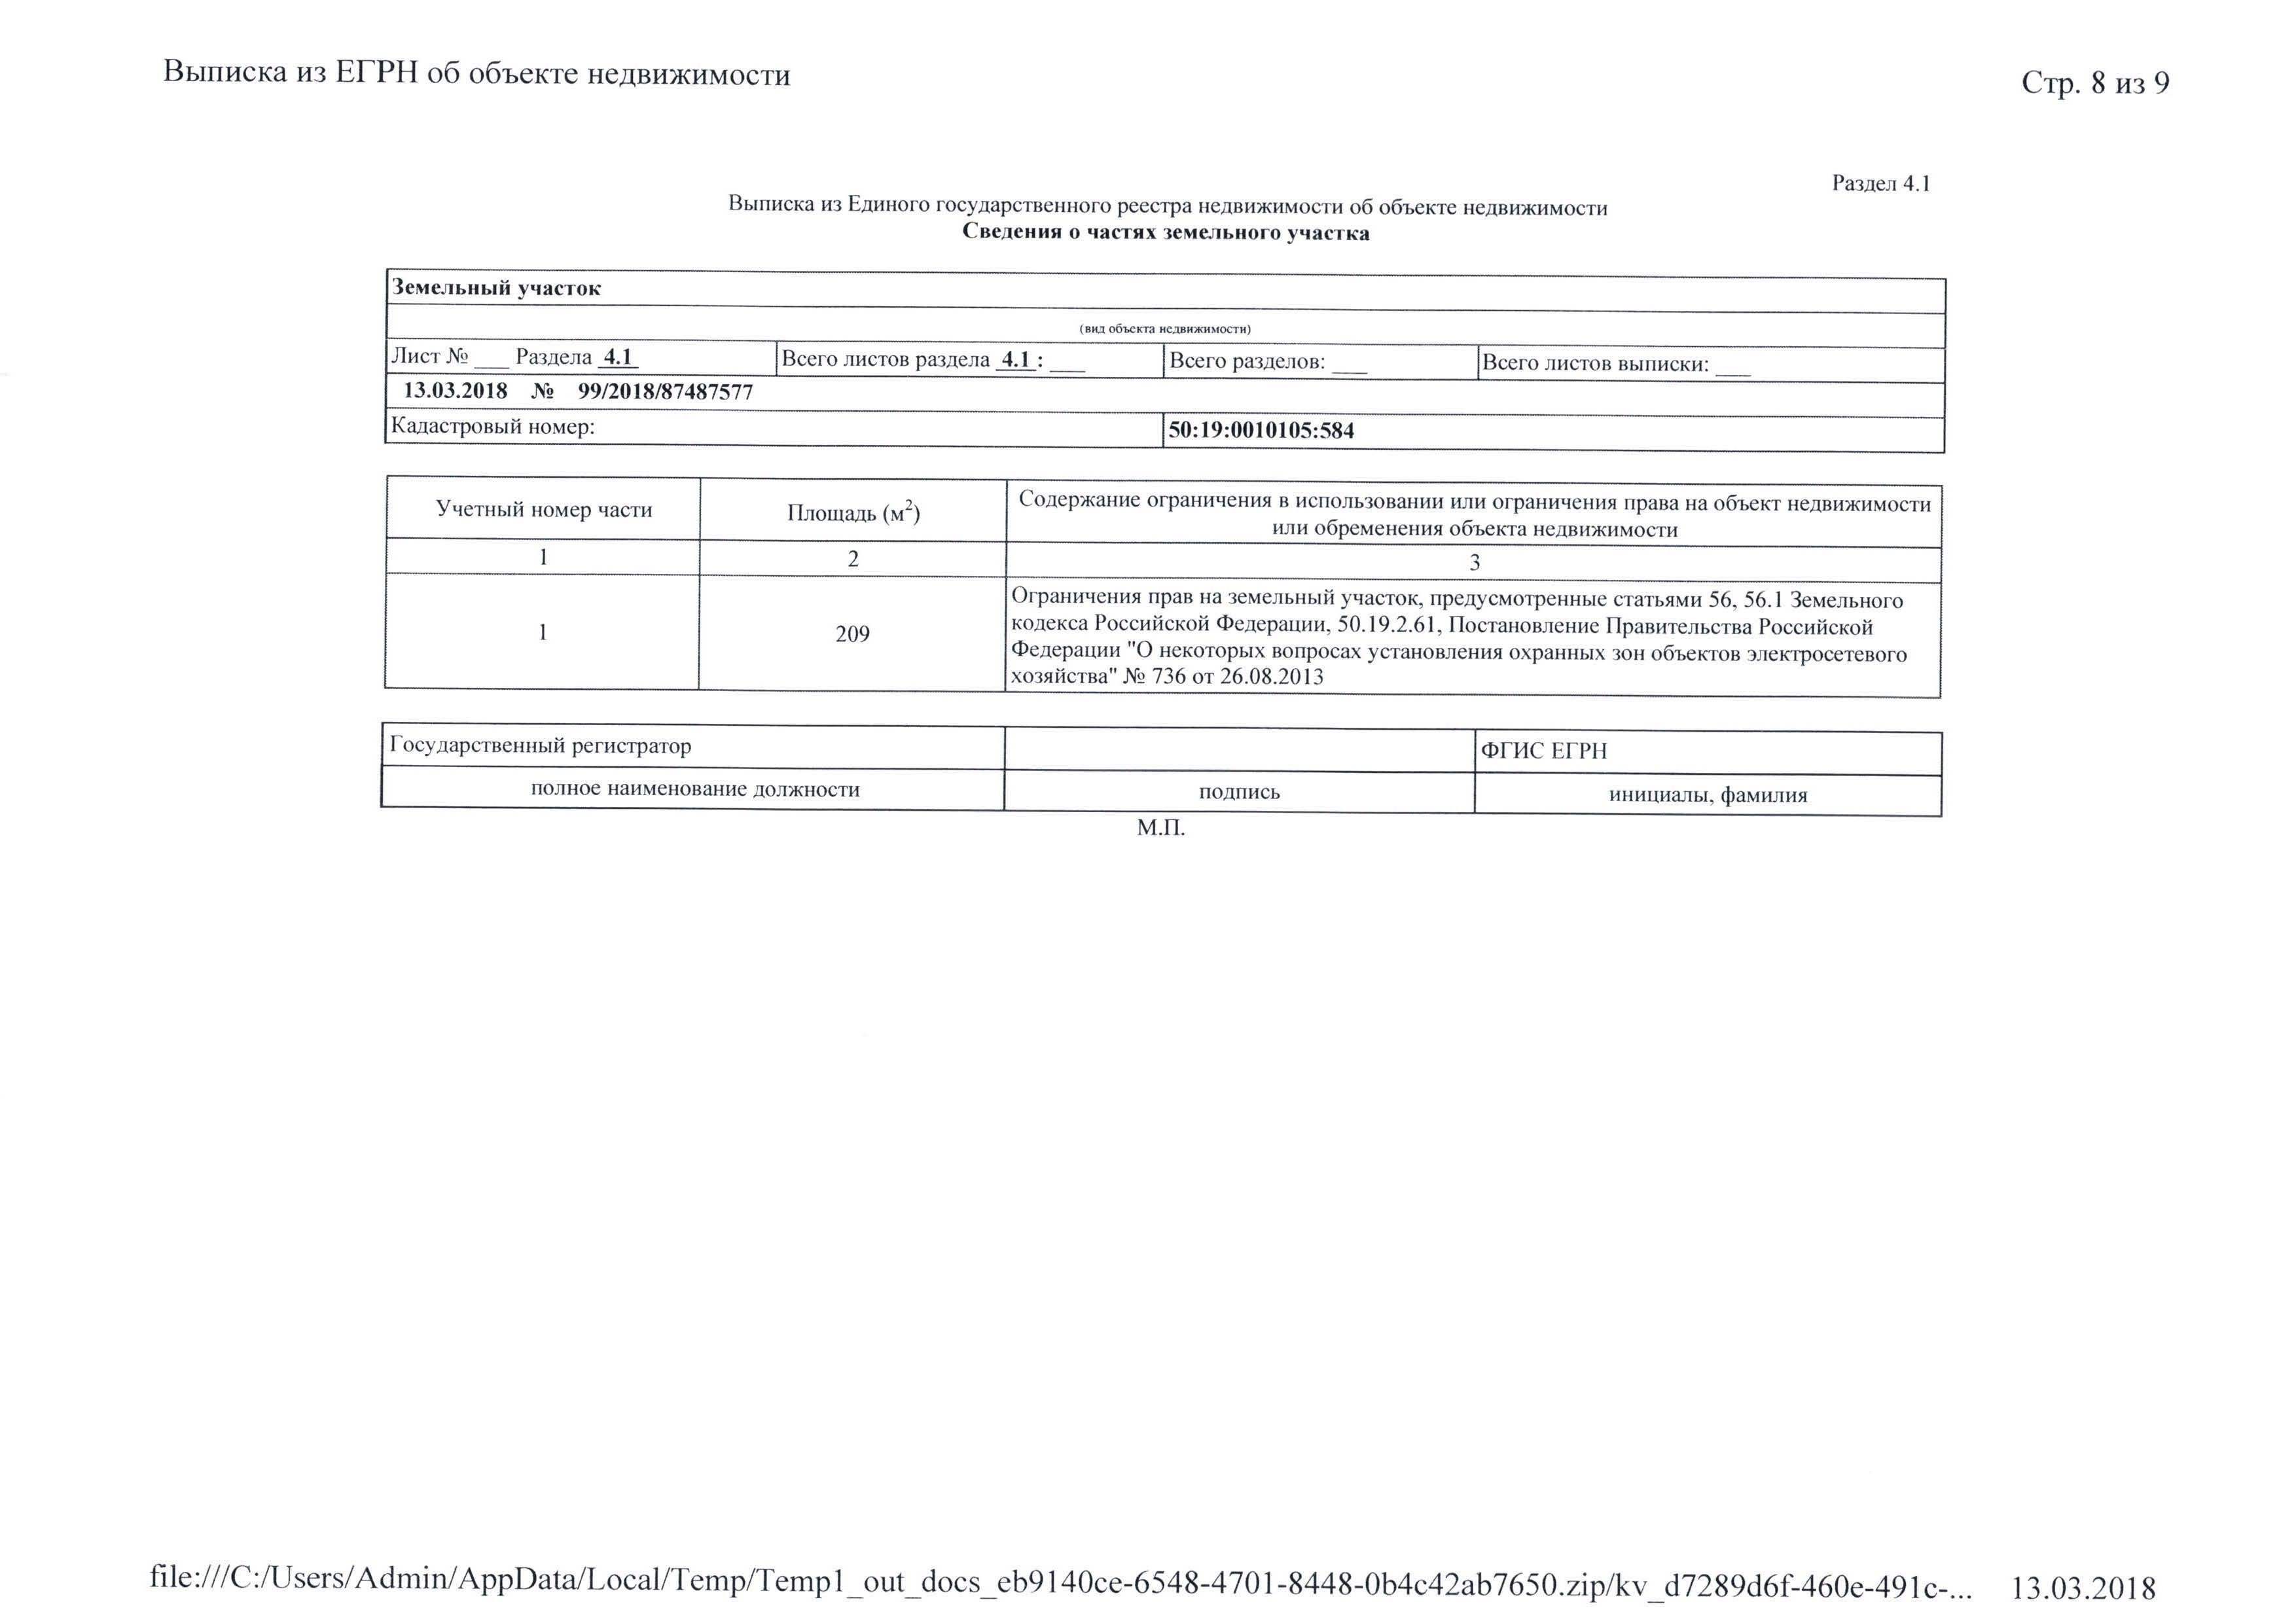 Выписка из ЕГРН об объекте недвижимости
Стр. 8 из 9
Раздел 4.1
Выписка из Единого государственного реестра недвижимости об объекте недвижимости
Сведения о частях земельного участка
Земельный участок
(вид объекта недвижимости)
Лист № ___ Раздела 4.1 Всего листов раздела 4.1 : ___ Всего разделов: ___ Всего листов выписки: ___
13.03.2018 № 99/2018/87487577
Кадастровый номер: 50:19:0010105:584
Учетный номер части Площадь (м²) Содержание ограничения в использовании или ограничения права на объект недвижимости
или обременения объекта недвижимости
1 2 3
1 209 Ограничения прав на земельный участок, предусмотренные статьями 56, 56.1 Земельного
кодекса Российской Федерации, 50.19.2.61, Постановление Правительства Российской
Федерации "О некоторых вопросах установления охранных зон объектов электросетевого
хозяйства" № 736 от 26.08.2013
Государственный регистратор ФГИС ЕГРН
полное наименование должности подпись инициалы, фамилия
М.П.
file:///C:/Users/Admin/AppData/Local/Temp/Temp1_out_docs_eb9140ce-6548-4701-8448-0b4c42ab7650.zip/kv_d7289d6f-460e-491c-... 13.03.2018